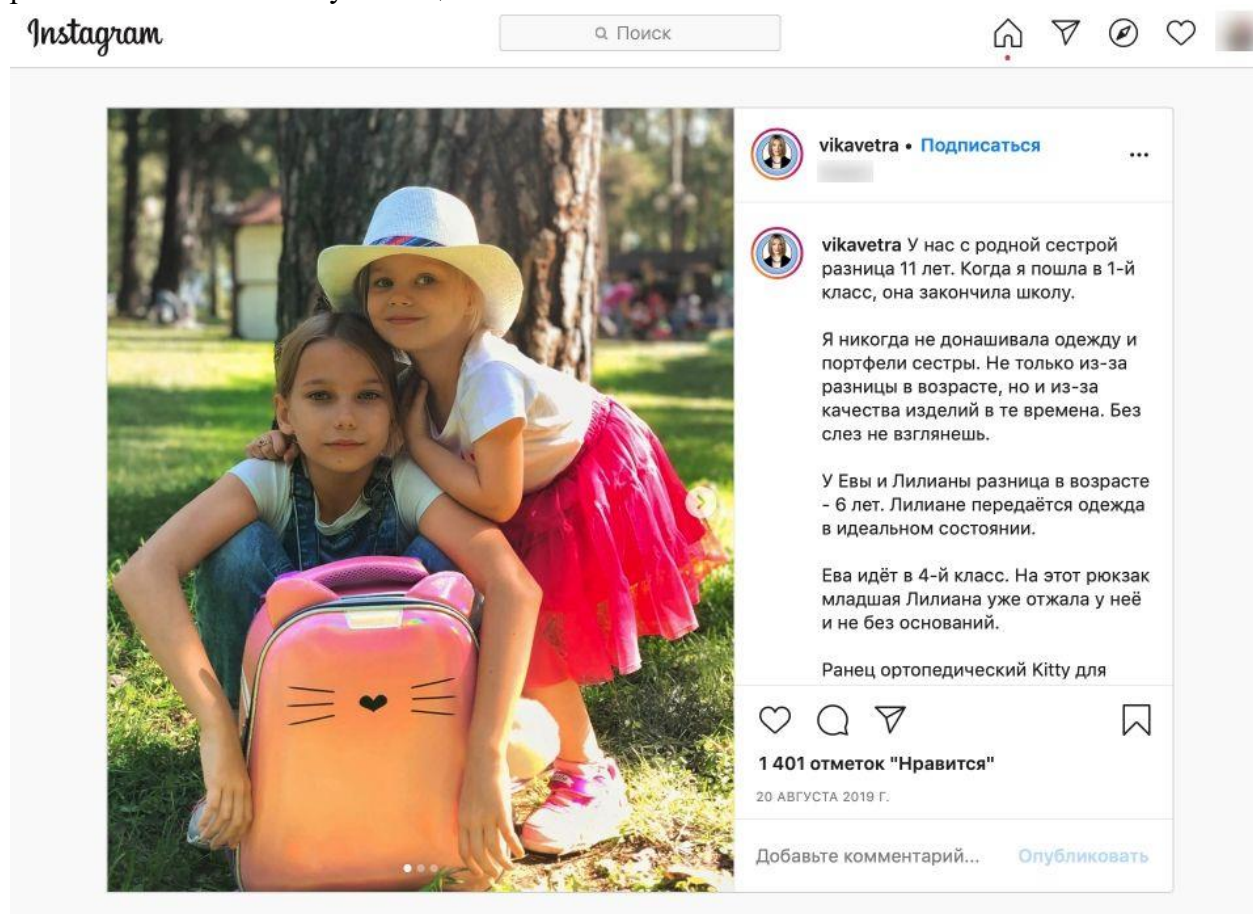 Instagram
Поиск
vikavetra • Подписаться
vikavetra У нас с родной сестрой
разница 11 лет. Когда я пошла в 1-й
класс, она закончила школу.
Я никогда не донашивала одежду и
портфели сестры. Не только из-за
разницы в возрасте, но и из-за
качества изделий в те времена. Без
слез не взглянешь.
У Евы и Лилианы разница в возрасте
- 6 лет. Лилиане передаётся одежда
в идеальном состоянии.
Ева идёт в 4-й класс. На этот рюкзак
младшая Лилиана уже отжала у неё
и не без оснований.
Ранец ортопедический Kitty для
1 401 отметок "Нравится"
20 АВГУСТА 2019 Г.
Добавьте комментарий... Опубликовать